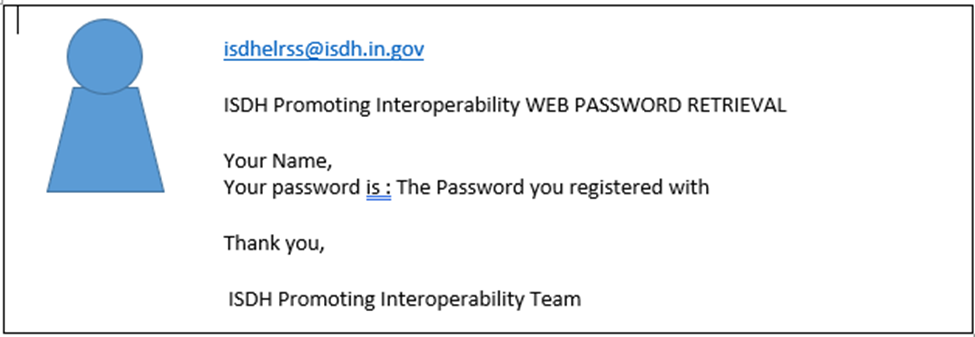 isdhelrss@isdh.in.gov
ISDH Promoting Interoperability WEB PASSWORD RETRIEVAL
Your Name,
Your password is : The Password you registered with
Thank you,
ISDH Promoting Interoperability Team